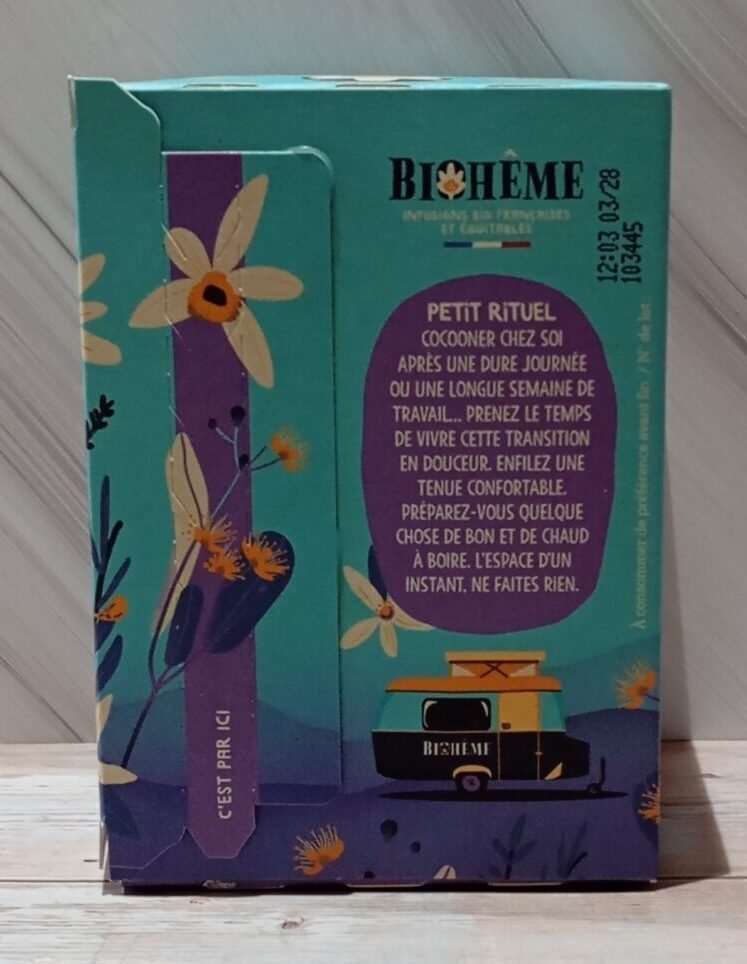 BIOHÊME
INFUSIONS BIO FRANÇAISES
ET ÉQUITABLES
12:03 03/28
103445
PETIT RITUEL
COCOONER CHEZ SOI
APRÈS UNE DURE JOURNÉE
OU UNE LONGUE SEMAINE DE
TRAVAIL... PRENEZ LE TEMPS
DE VIVRE CETTE TRANSITION
EN DOUCEUR. ENFILEZ UNE
TENUE CONFORTABLE.
PRÉPAREZ-VOUS QUELQUE
CHOSE DE BON ET DE CHAUD
À BOIRE. L'ESPACE D'UN
INSTANT, NE FAITES RIEN.
À consommer de préférence avant fin / N° de lot
BIOHÊME
C'EST PAR ICI